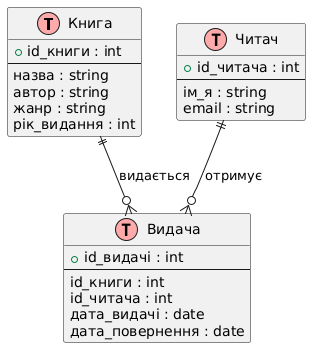 T Книга
id_книги : int
назва : string
автор : string
жанр : string
рік_видання : int
T Читач
id_читача : int
ім_я : string
email : string
видається
отримує
T Видача
id_видачі : int
id_книги : int
id_читача : int
дата_видачі : date
дата_повернення : date